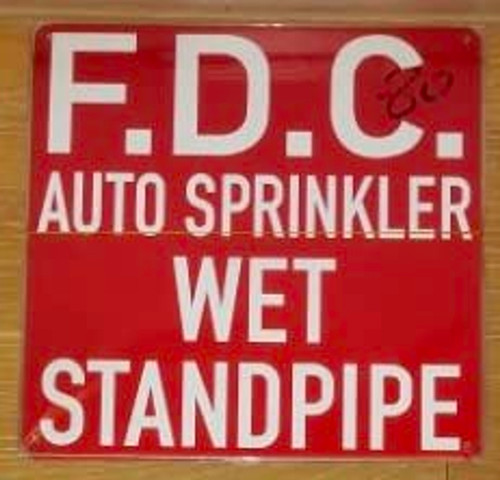 F.D.C.
AUTO SPRINKLER
WET
STANDPIPE